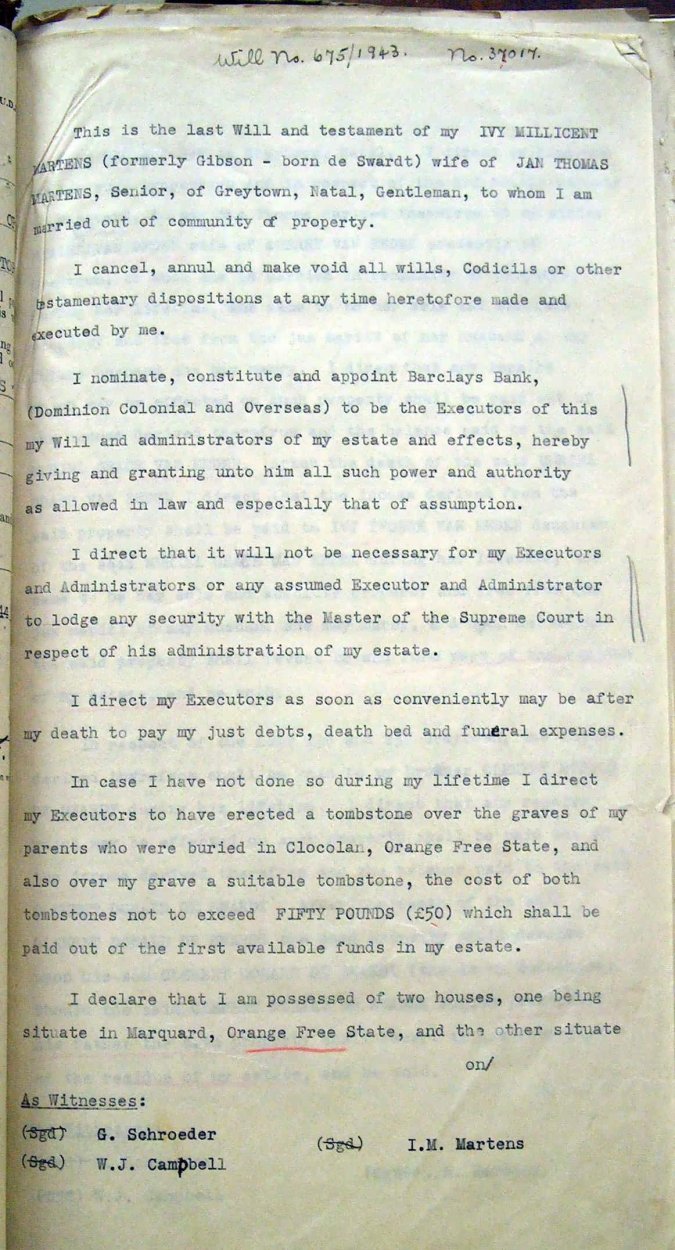 Will No. 675/1943. No. 37017.
This is the last Will and testament of my IVY MILLICENT
MARTENS (formerly Gibson - born de Swardt) wife of JAN THOMAS
MARTENS, Senior, of Greytown, Natal, Gentleman, to whom I am
married out of community of property.
I cancel, annul and make void all wills, Codicils or other
testamentary dispositions at any time heretofore made and
executed by me.
I nominate, constitute and appoint Barclays Bank,
(Dominion Colonial and Overseas) to be the Executors of this
my Will and administrators of my estate and effects, hereby
giving and granting unto him all such power and authority
as allowed in law and especially that of assumption.
I direct that it will not be necessary for my Executors
and Administrators or any assumed Executor and Administrator
to lodge any security with the Master of the Supreme Court in
respect of his administration of my estate.
I direct my Executors as soon as conveniently may be after
my death to pay my just debts, death bed and funeral expenses.
In case I have not done so during my lifetime I direct
my Executors to have erected a tombstone over the graves of my
parents who were buried in Clocolan, Orange Free State, and
also over my grave a suitable tombstone, the cost of both
tombstones not to exceed FIFTY POUNDS (£50) which shall be
paid out of the first available funds in my estate.
I declare that I am possessed of two houses, one being
situate in Marquard, Orange Free State, and the other situate
on/
As Witnesses:
(Sgd) G. Schroeder
(Sgd) I.M. Martens
(Sgd) W.J. Campbell